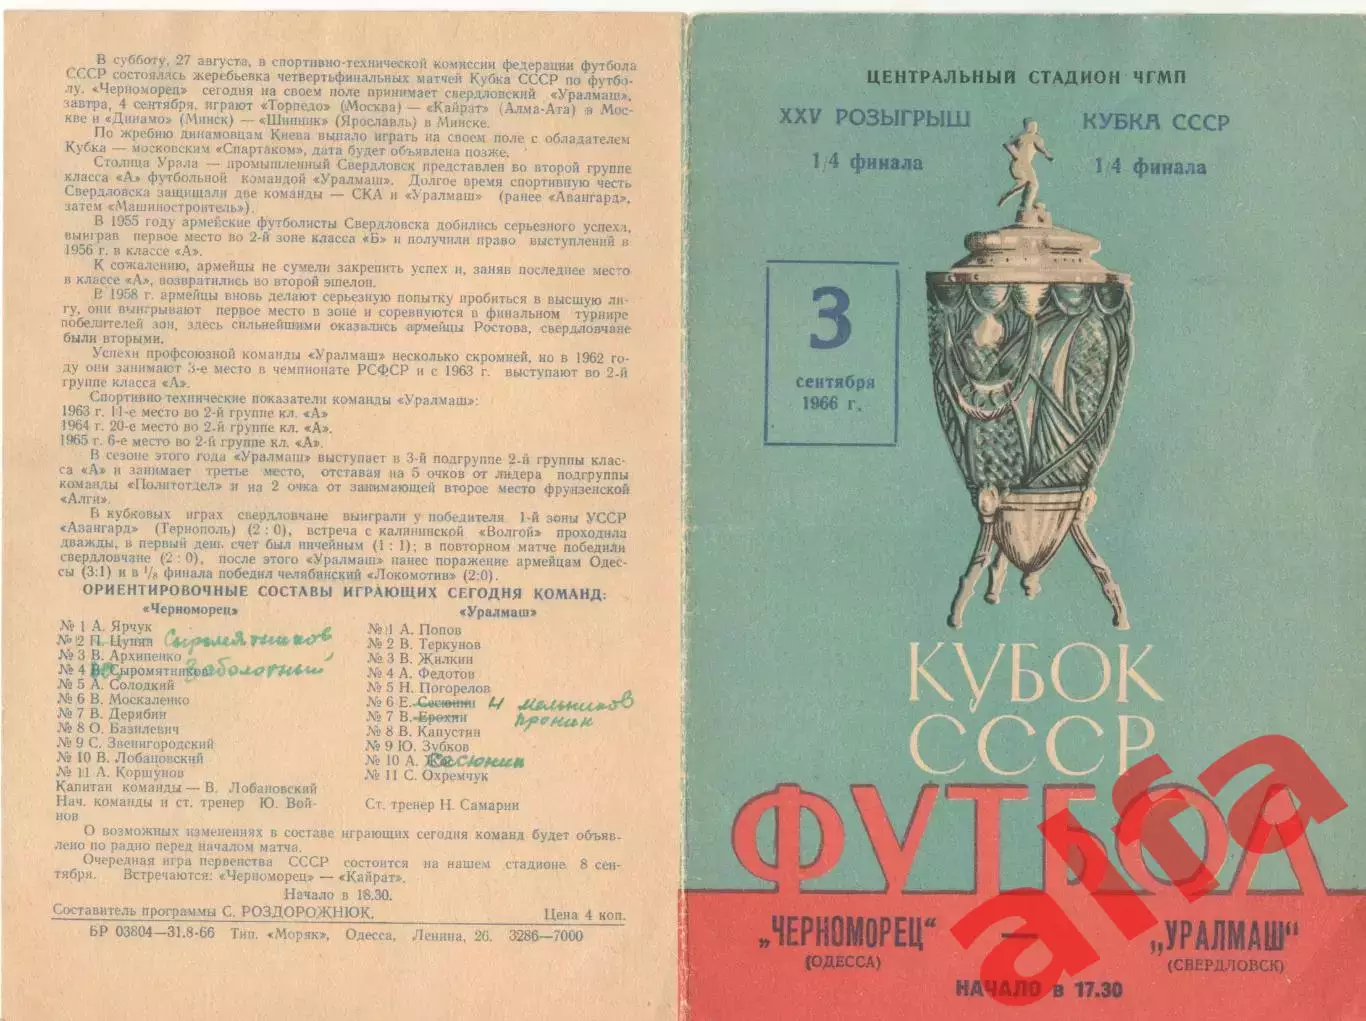 В субботу, 27 августа, в спортивно-технической комиссии федерации футбола
СССР состоялась жеребьевка четвертьфинальных матчей Кубка СССР по футбо-
лу. «Черноморец» сегодня на своем поле принимает свердловский «Уралмаш»,
завтра, 4 сентября, играют «Торпедо» (Москва) — «Кайрат» (Алма-Ата) в Мос-
кве и «Динамо» (Минск) — «Шинник» (Ярославль) в Минске.
По жребию динамовцам Киева выпало играть на своем поле с обладателем
Кубка — московским «Спартаком», дата будет объявлена позже.
Столица Урала — промышленный Свердловск представлен во второй группе
класса «А» футбольной командой «Уралмаш». Долгое время спортивную честь
Свердловска защищали две команды — СКА и «Уралмаш» (ранее «Авангард»,
затем «Машиностроитель»).
В 1955 году армейские футболисты Свердловска добились серьезного успеха,
выиграв первое место во 2-й зоне класса «Б» и получили право выступлений в
1956 г. в классе «А».
К сожалению, армейцы не сумели закрепить успех и, заняв последнее место
в классе «А», возвратились во второй эшелон.
В 1958 г. армейцы вновь делают серьезную попытку пробиться в высшую ли-
гу, они выигрывают первое место в зоне и соревнуются в финальном турнире
победителей зон, здесь сильнейшими оказались армейцы Ростова, свердловчане
были вторыми.
Успехи профсоюзной команды «Уралмаш» несколько скромней, но в 1962 го-
ду они занимают 3-е место в чемпионате РСФСР и с 1963 г. выступают во 2-й
группе класса «А».
Спортивно-технические показатели команды «Уралмаш»:
1963 г. 11-е место во 2-й группе кл. «А»
1964 г. 20-е место во 2-й группе кл. «А»
1965 г. 6-е место во 2-й группе кл. «А».
В сезоне этого года «Уралмаш» выступает в 3-й подгруппе 2-й группы клас-
са «А» и занимает третье место, отставая на 5 очков от лидера подгруппы
команды «Политотдел» и на 2 очка от занимающей второе место фрунзенской
«Алги».
В кубковых играх свердловчане выиграли у победителя 1-й зоны УССР
«Авангард» (Тернополь) (2 : 0), встреча с калининской «Волгой» проходила
дважды, в первый день счет был ничейным (1 : 1); в повторном матче победили
свердловчане (2 : 0), после этого «Уралмаш» нанес поражение армейцам Одес-
сы (3:1) и в 1/8 финала победил челябинский «Локомотив» (2:0).
ОРИЕНТИРОВОЧНЫЕ СОСТАВЫ ИГРАЮЩИХ СЕГОДНЯ КОМАНД:
«Черноморец»
№ 1 А. Ярчук
№ 2 П. Цупин Сыромятников
№ 3 В. Архипенко
№ 4 В. Сыромятников Заболотный
№ 5 А. Солодкий
№ 6 В. Москаленко
№ 7 В. Дерябин
№ 8 О. Базилевич
№ 9 С. Звенигородский
№ 10 В. Лобановский
№ 11 А. Коршунов
Капитан команды — В. Лобановский
Нач. команды и ст. тренер Ю. Вой-
нов
«Уралмаш»
№ 1 А. Попов
№ 2 В. Теркунов
№ 3 В. Жилкин
№ 4 А. Федотов
№ 5 Н. Погорелов
№ 6 Е. Сесюнин Мельников
№ 7 В. Ерохин Пронин
№ 8 В. Капустин
№ 9 Ю. Зубков
№ 10 А. Сесюнин
№ 11 С. Охремчук
Ст. тренер Н. Самарин
О возможных изменениях в составе играющих сегодня команд будет объяв-
лено по радио перед началом матча.
Очередная игра первенства СССР состоится на нашем стадионе 8 сен-
тября. Встречаются: «Черноморец» — «Кайрат».
Начало в 18.30.
Составитель программы С. РОЗДОРОЖНЮК. Цена 4 коп.
БР 03804—31.8-66 Тип. «Моряк», Одесса, Ленина, 26. 3286—7000
ЦЕНТРАЛЬНЫЙ СТАДИОН ЧГМП
XXV РОЗЫГРЫШ КУБКА СССР
1/4 финала 1/4 финала
3
сентября
1966 г.
КУБОК
СССР
ФУТБОЛ
„ЧЕРНОМОРЕЦ" — „УРАЛМАШ"
(ОДЕССА) (СВЕРДЛОВСК)
НАЧАЛО в 17.30
alfa